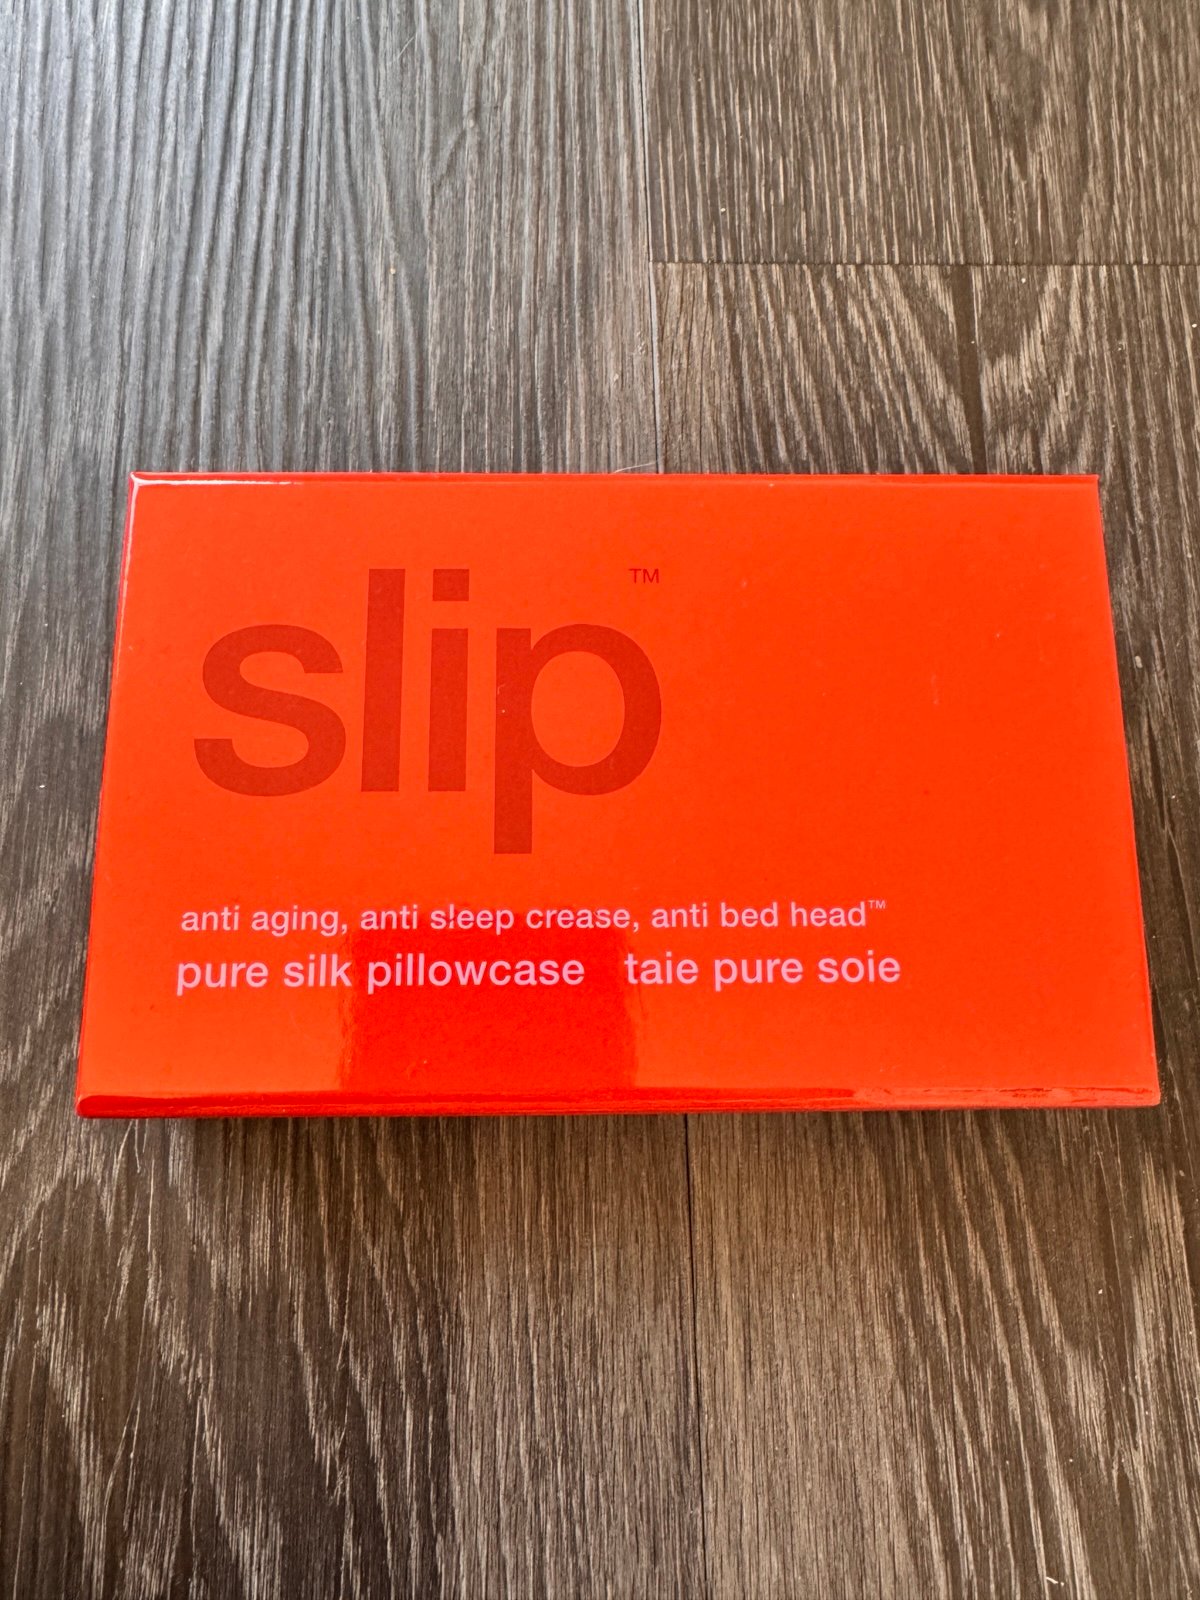 slip™
anti aging, anti sleep crease, anti bed head™
pure silk pillowcase taie pure soie